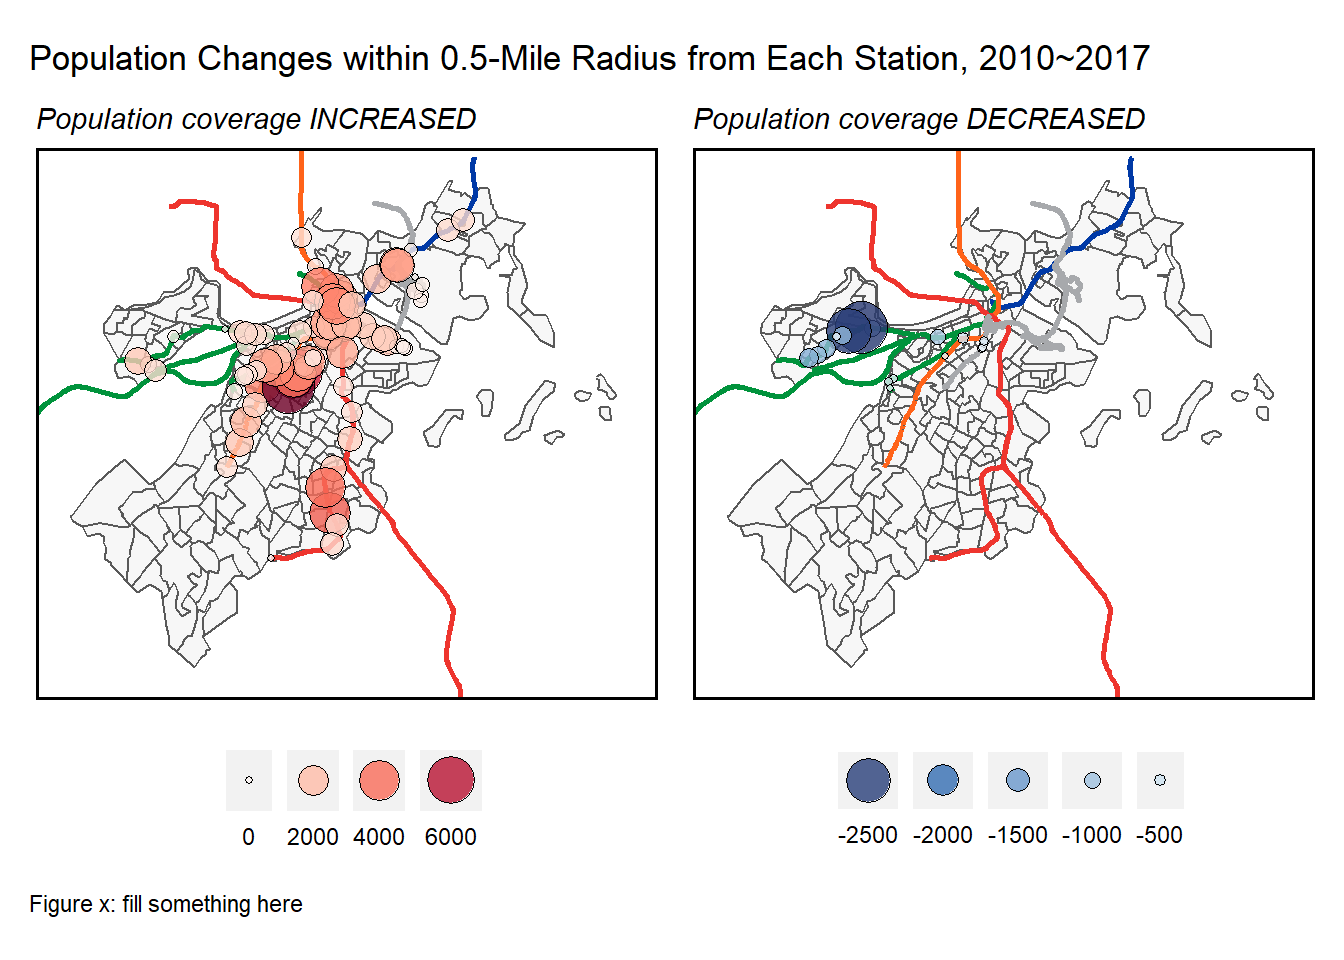 Population Changes within 0.5-Mile Radius from Each Station, 2010~2017
Population coverage INCREASED
Population coverage DECREASED
0 2000 4000 6000
-2500 -2000 -1500 -1000 -500
Figure x: fill something here